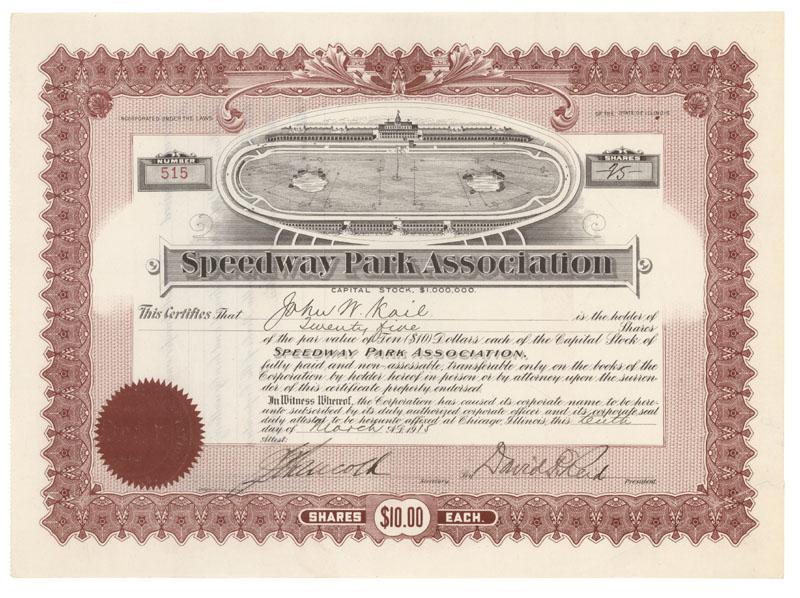 INCORPORATED UNDER THE LAWS
OF THE STATE OF ILLINOIS
NUMBER
515
SHARES
25
Speedway Park Association
CAPITAL STOCK, $1,000,000.
This Certifies That John W. Kail is the holder of
Twenty five Shares
of the par value of Ten ($10) Dollars each of the Capital Stock of
SPEEDWAY PARK ASSOCIATION,
fully paid and non-assessable, transferable only on the books of the
Corporation by holder hereof in person or by attorney upon the surren-
der of this certificate properly endorsed.
In Witness Whereof, the Corporation has caused its corporate name to be here-
unto subscribed by its duly authorized corporate officer and its corporate seal
duly attested to be hereunto affixed at Chicago, Illinois, this tenth
day of March A.D. 1915
Attest:
Secretary
David F. Reid
President.
SHARES $10.00 EACH.